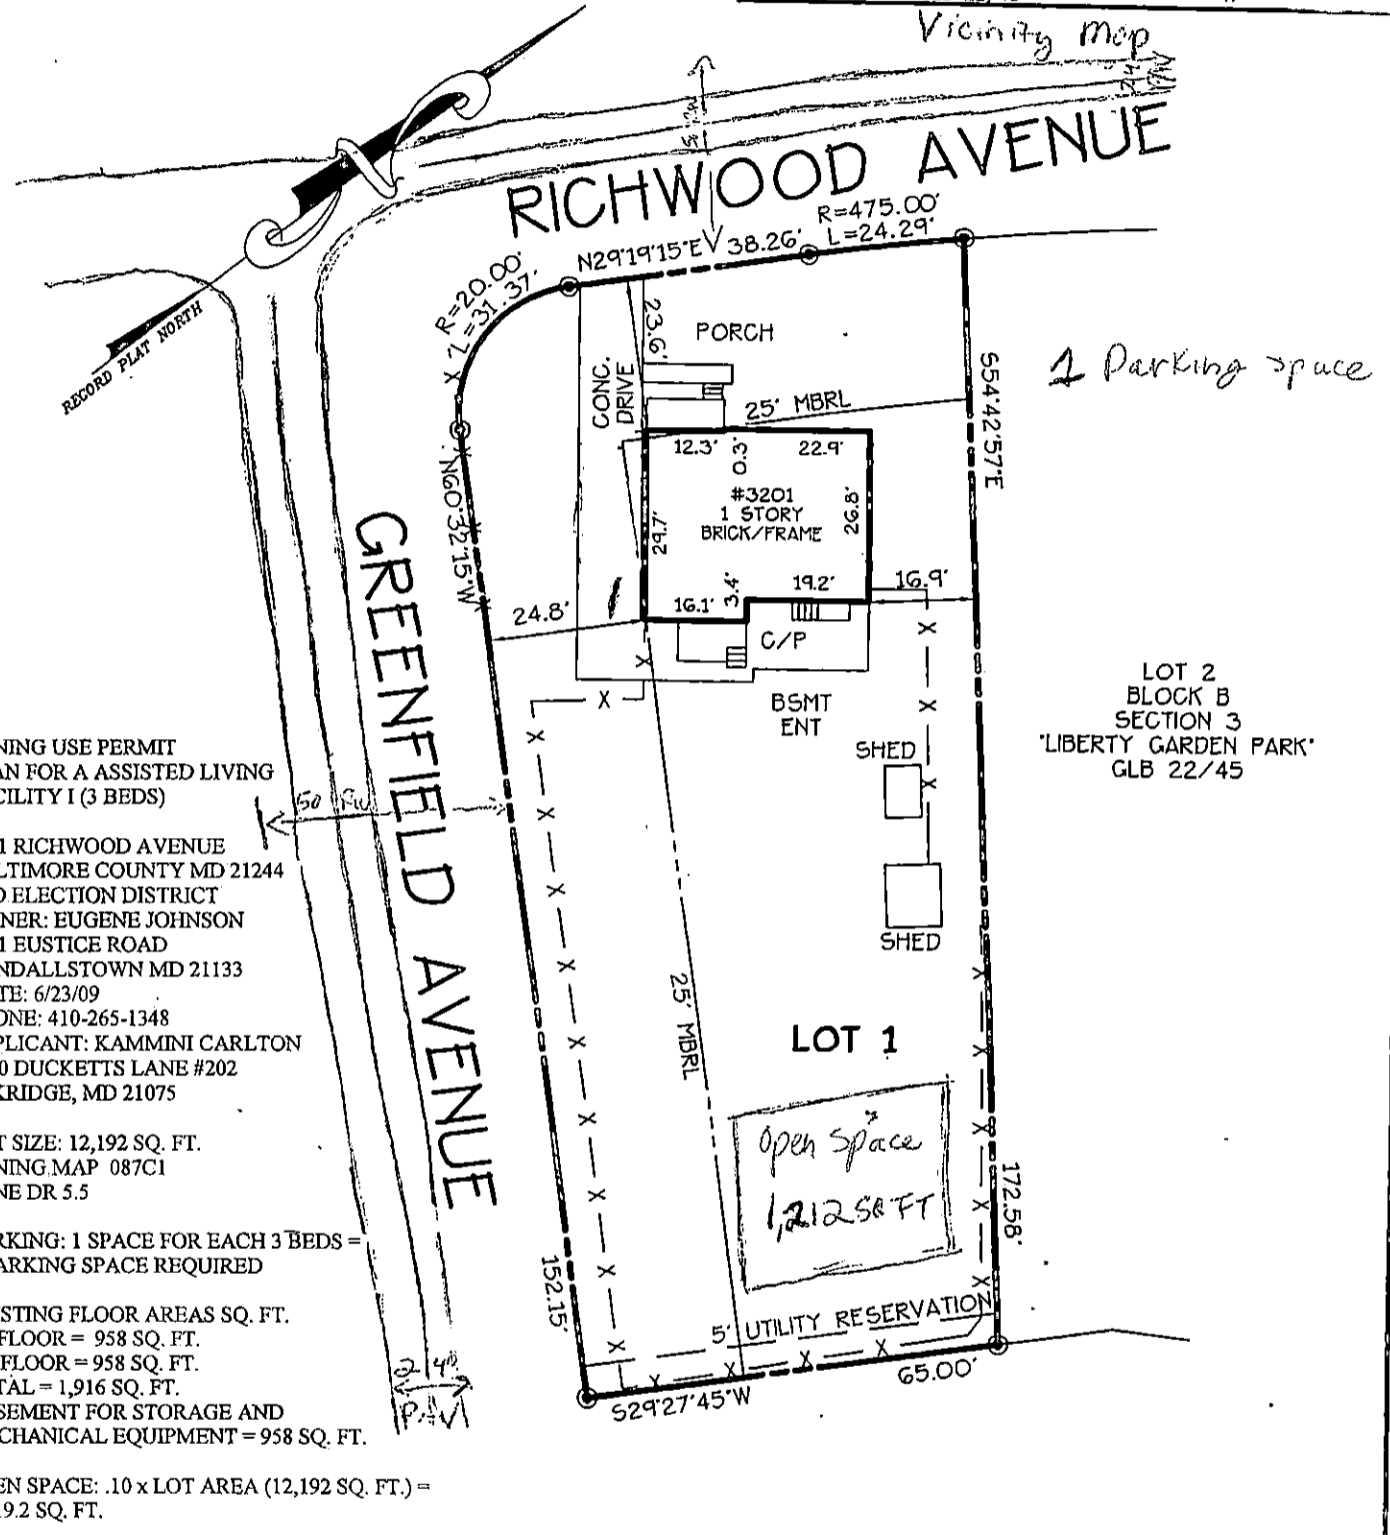 Vicinity Map
RICHWOOD AVENUE
R=475.00'
L=24.29'
N29°19'15"E 38.26'
R=20.00'
L=31.37'
RECORD PLAT NORTH
23.6'
PORCH
CONC.
DRIVE
25' MBRL
S54°42'57"E
1 Parking space
12.3'
0.3'
22.9'
#3201
1 STORY
BRICK/FRAME
29.7'
26.8'
N60°32'15"W
GREENFIELD AVENUE
24.8'
16.1'
3.4'
19.2'
16.9'
C/P
BSMT
ENT
SHED
SHED
LOT 2
BLOCK B
SECTION 3
"LIBERTY GARDEN PARK"
GLB 22/45
NING USE PERMIT
AN FOR A ASSISTED LIVING
CILITY I (3 BEDS)
50 RW
1 RICHWOOD AVENUE
LTIMORE COUNTY MD 21244
D ELECTION DISTRICT
NER: EUGENE JOHNSON
1 EUSTICE ROAD
NDALLSTOWN MD 21133
TE: 6/23/09
ONE: 410-265-1348
PLICANT: KAMMINI CARLTON
0 DUCKETTS LANE #202
KRIDGE, MD 21075
T SIZE: 12,192 SQ. FT.
NING MAP 087C1
NE DR 5.5
RKING: 1 SPACE FOR EACH 3 BEDS =
ARKING SPACE REQUIRED
STING FLOOR AREAS SQ. FT.
FLOOR = 958 SQ. FT.
FLOOR = 958 SQ. FT.
TAL = 1,916 SQ. FT.
SEMENT FOR STORAGE AND
CHANICAL EQUIPMENT = 958 SQ. FT.
EN SPACE: .10 x LOT AREA (12,192 SQ. FT.) =
19.2 SQ. FT.
25' MBRL
LOT 1
Open Space
1,212 SQ FT
172.58'
152.15'
5' UTILITY RESERVATION
65.00'
S29°27'45"W